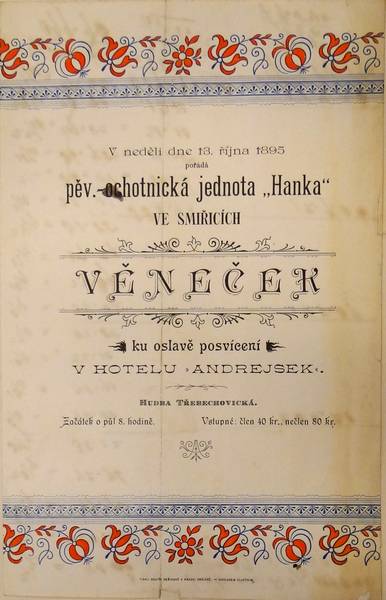 V neděli dne 13. října 1895
pořádá
pěv.-ochotnická jednota „Hanka“
VE SMIŘICÍCH
VĚNEČEK
ku oslavě posvícení
V HOTELU »ANDREJSEK«.
Hudba Třebechovická.
Začátek o půl 8. hodině. Vstupné: člen 40 kr., nečlen 80 kr.